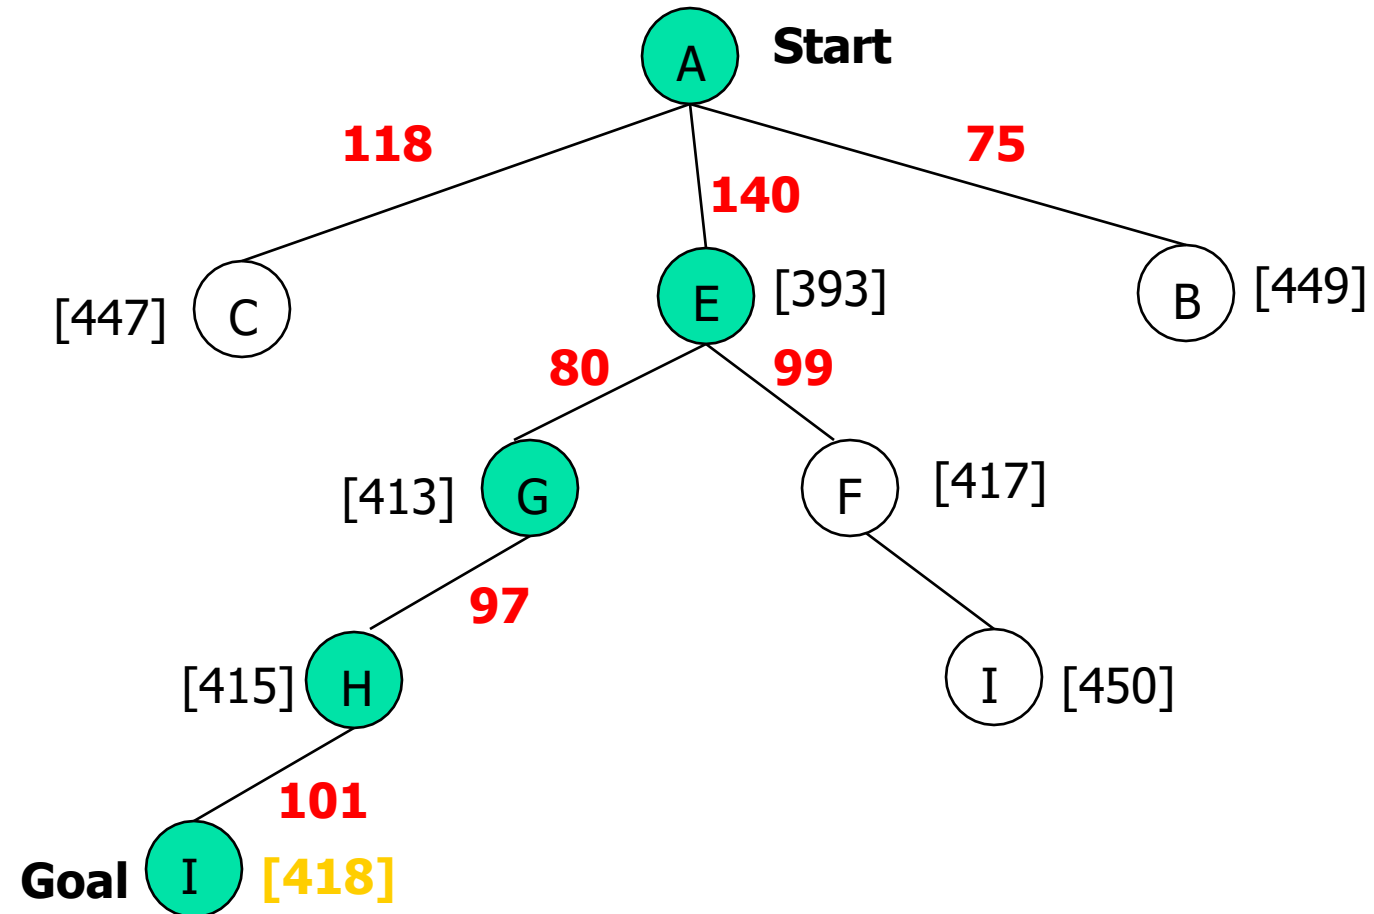 A Start
118 75
140
[447] C E [393] B [449]
80 99
[413] G F [417]
97
[415] H I [450]
101
Goal I [418]